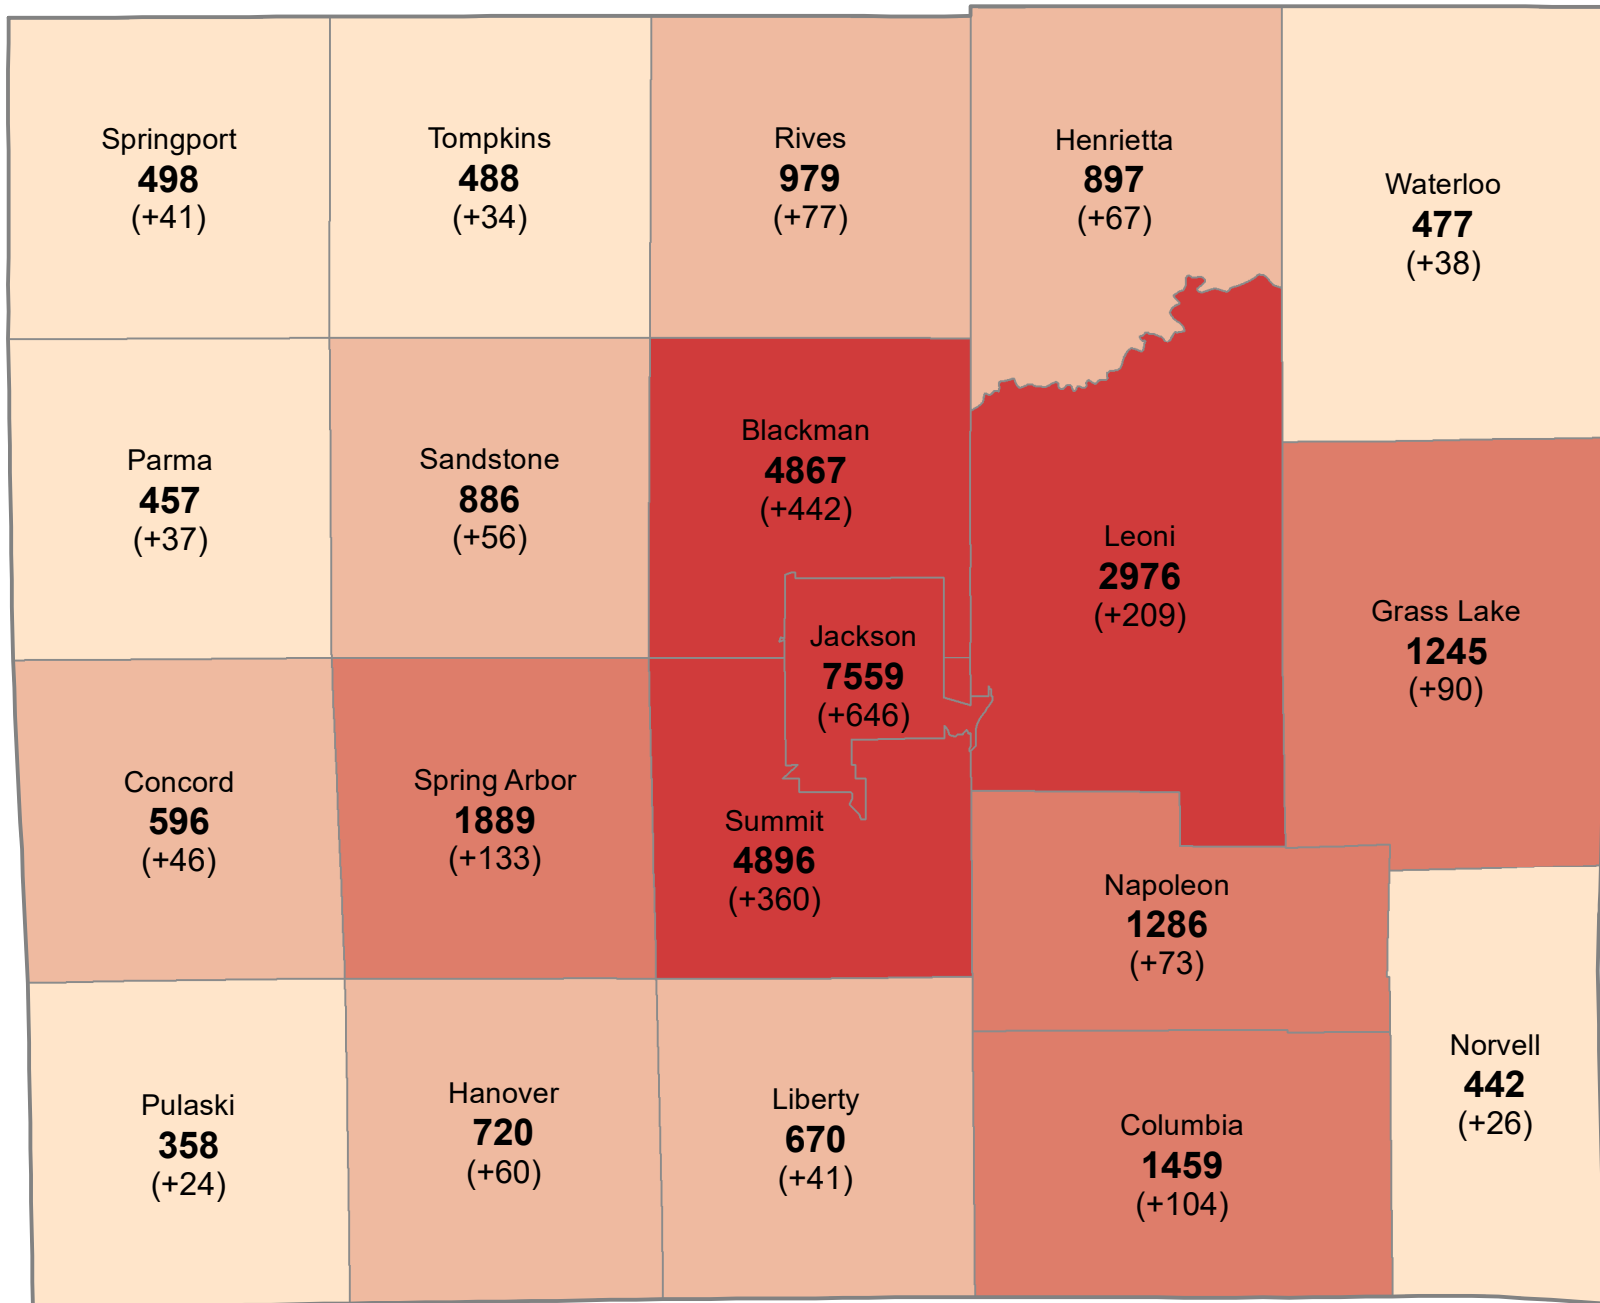 Springport
498
(+41)
Tompkins
488
(+34)
Rives
979
(+77)
Henrietta
897
(+67)
Waterloo
477
(+38)
Parma
457
(+37)
Sandstone
886
(+56)
Blackman
4867
(+442)
Leoni
2976
(+209)
Grass Lake
1245
(+90)
Jackson
7559
(+646)
Concord
596
(+46)
Spring Arbor
1889
(+133)
Summit
4896
(+360)
Napoleon
1286
(+73)
Norvell
442
(+26)
Pulaski
358
(+24)
Hanover
720
(+60)
Liberty
670
(+41)
Columbia
1459
(+104)